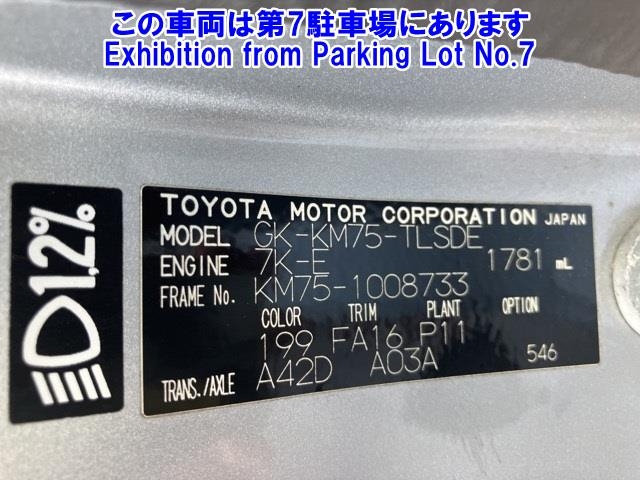 この車両は第7駐車場にあります
Exhibition from Parking Lot No.7
1.2%
TOYOTA MOTOR CORPORATION JAPAN
MODEL GK-KM75-TLSDE
ENGINE 7K-E 1781 mL
FRAME No. KM75-1008733
COLOR TRIM PLANT OPTION
199 FA16 P11
TRANS./AXLE A42D A03A 546